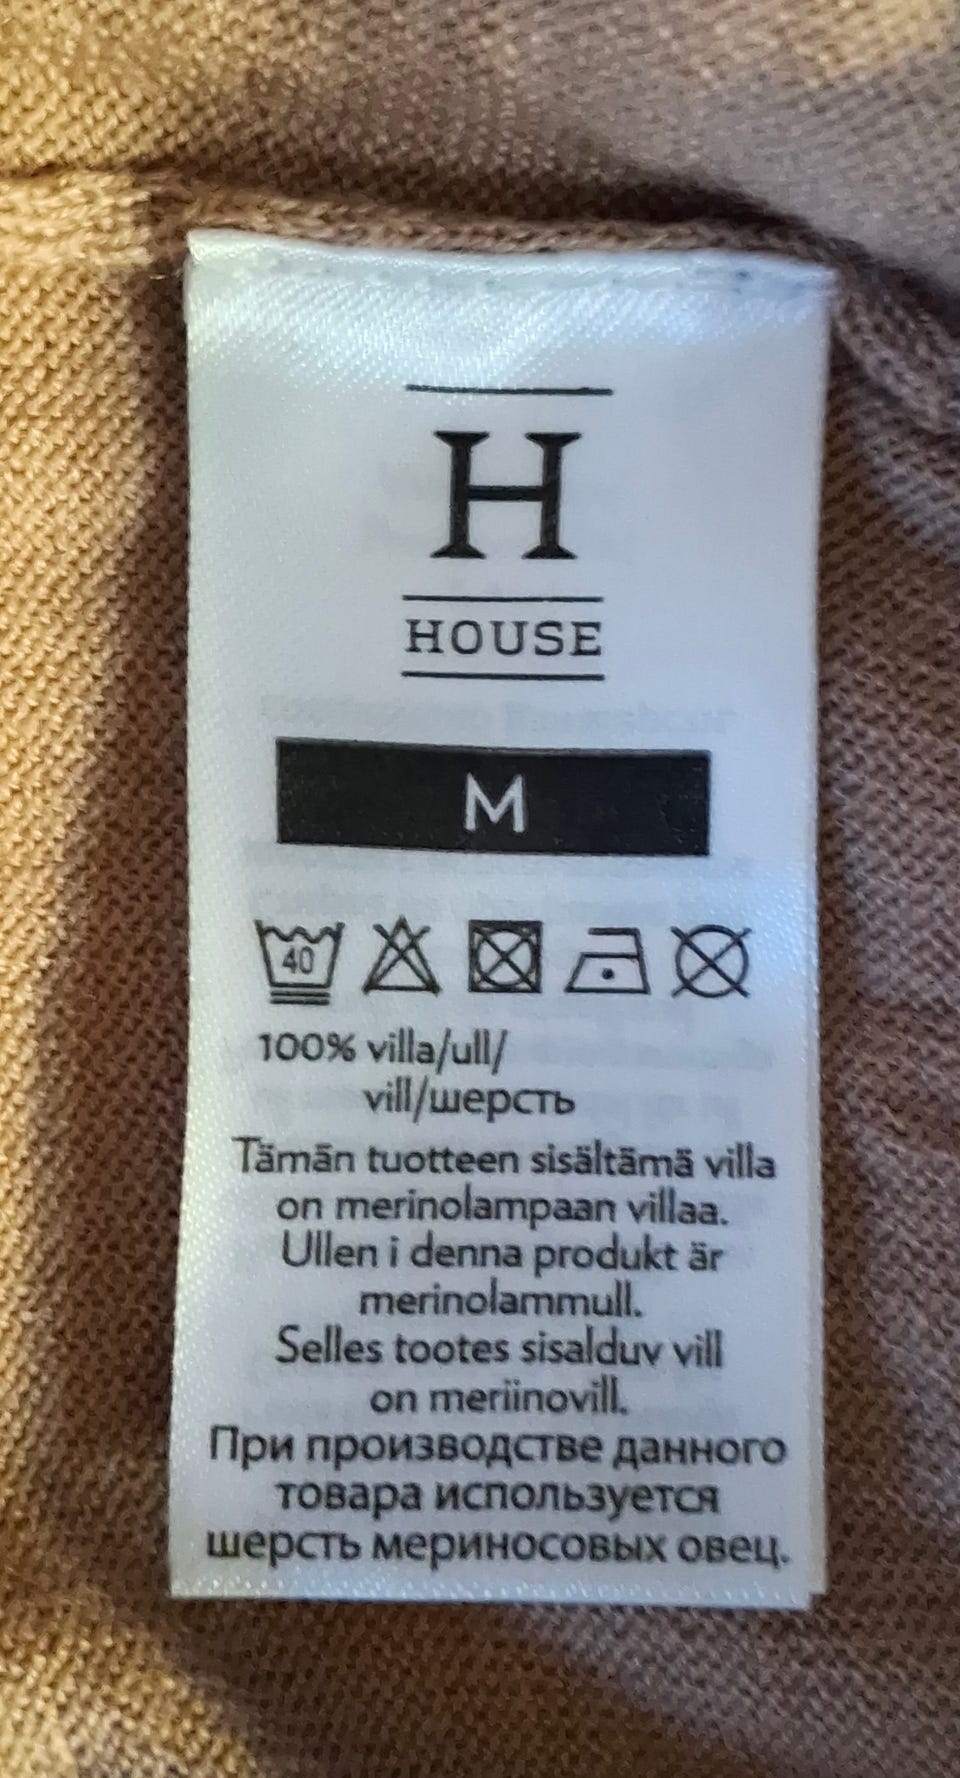 H
HOUSE
M
40
100% villa/ull/
vill/шерсть
Tämän tuotteen sisältämä villa
on merinolampaan villaa.
Ullen i denna produkt är
merinolammull.
Selles tootes sisalduv vill
on meriinovill.
При производстве данного
товара используется
шерсть мериносовых овец.